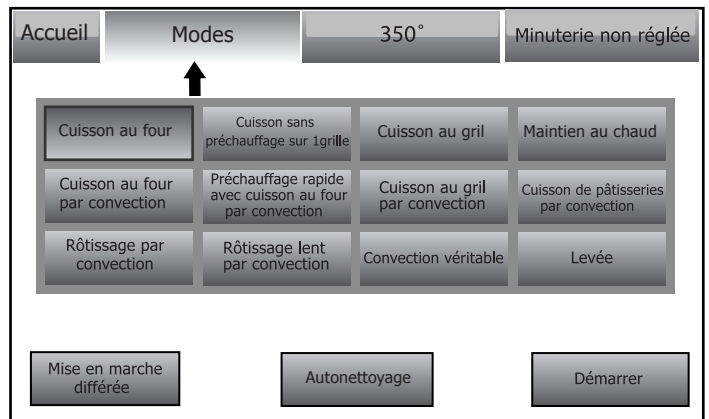 Accueil
Modes
350°
Minuterie non réglée
Cuisson au four
Cuisson sans
préchauffage sur 1grille
Cuisson au gril
Maintien au chaud
Cuisson au four
par convection
Préchauffage rapide
avec cuisson au four
par convection
Cuisson au gril
par convection
Cuisson de pâtisseries
par convection
Rôtissage par
convection
Rôtissage lent
par convection
Convection véritable
Levée
Mise en marche
différée
Autonettoyage
Démarrer